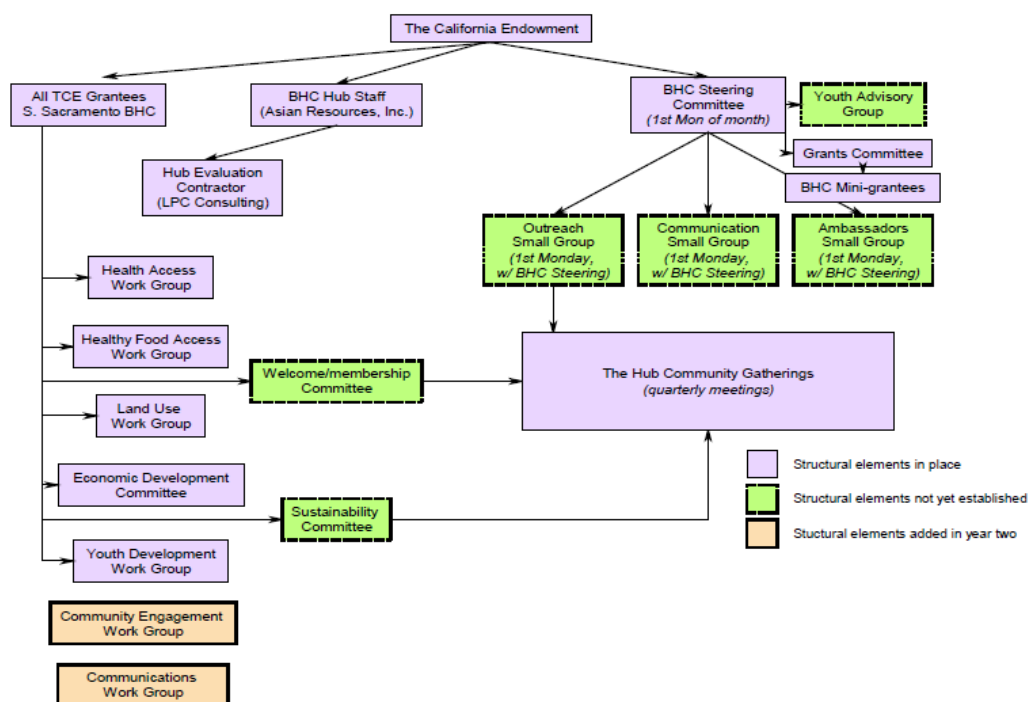 The California Endowment
All TCE Grantees
S. Sacramento BHC
BHC Hub Staff
(Asian Resources, Inc.)
BHC Steering
Committee
(1st Mon of month)
Youth Advisory
Group
Grants Committee
Hub Evaluation
Contractor
(LPC Consulting)
BHC Mini-grantees
Outreach
Small Group
(1st Monday,
w/ BHC Steering)
Communication
Small Group
(1st Monday,
w/ BHC Steering)
Ambassadors
Small Group
(1st Monday,
w/ BHC Steering)
Health Access
Work Group
Healthy Food Access
Work Group
Welcome/membership
Committee
The Hub Community Gatherings
(quarterly meetings)
Land Use
Work Group
Economic Development
Committee
Sustainability
Committee
Youth Development
Work Group
Community Engagement
Work Group
Communications
Work Group
Structural elements in place
Structural elements not yet established
Stuctural elements added in year two